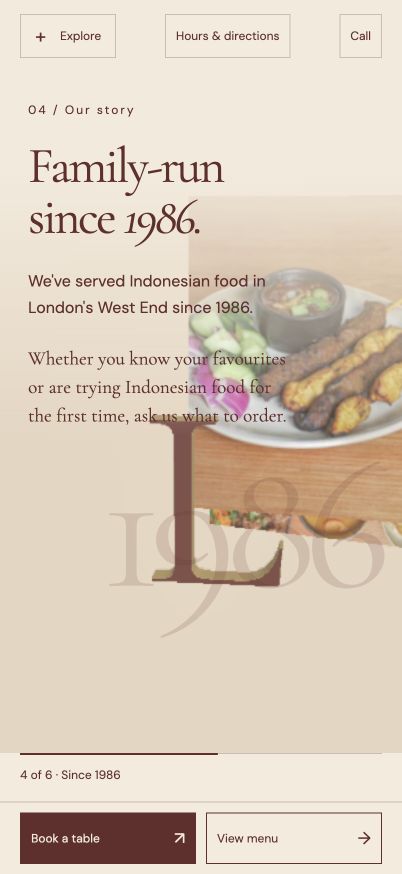 + Explore
Hours & directions
Call
04 / Our story
Family-run
since 1986.
We've served Indonesian food in
London's West End since 1986.
Whether you know your favourites
or are trying Indonesian food for
the first time, ask us what to order.
L
1986
4 of 6 · Since 1986
Book a table
View menu